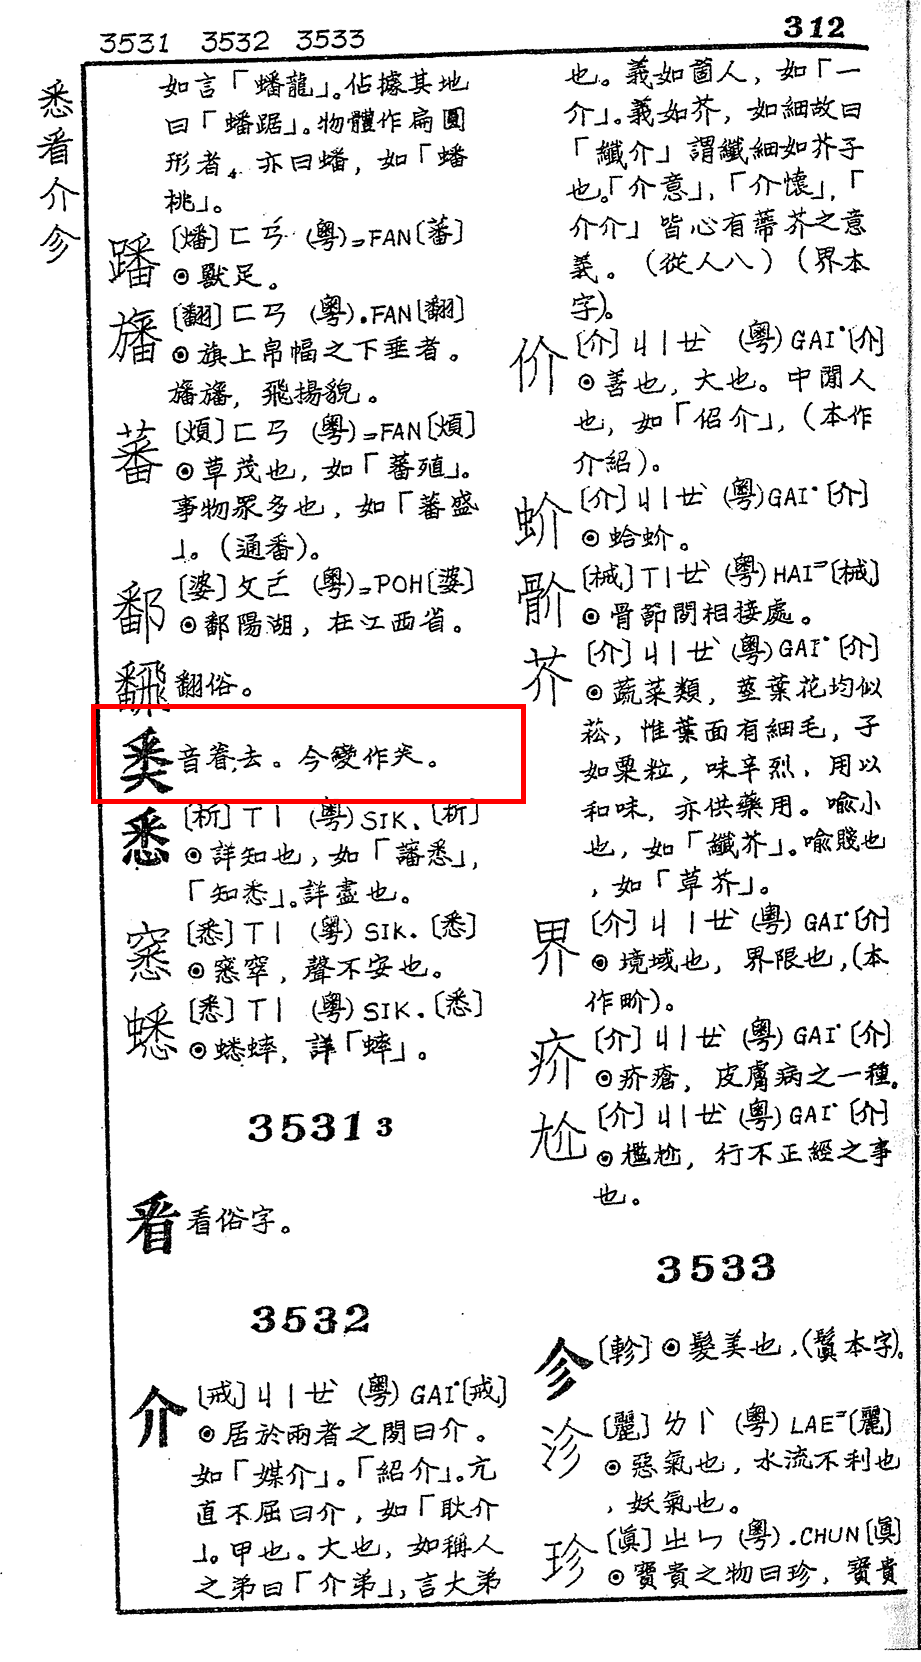 312
3531 3532 3533
悉看介㐱
如言「蟠龍」。佔據其地
曰「蟠踞」。物體作扁圓
形者,亦曰蟠,如「蟠
桃」。
蹯 [燔]ㄈㄢ (粵)=FAN[蕃]
⊙獸足。
旛 [翻]ㄈㄢ (粵).FAN[翻]
⊙旗上帛幅之下垂者。
旛旛,飛揚貌。
蕃 [煩]ㄈㄢ (粵)=FAN[煩]
⊙草茂也,如「蕃殖」。
事物眾多也,如「蕃盛
」。(通番)。
鄱 [婆]ㄆㄛ (粵)=POH[婆]
⊙鄱陽湖,在江西省。
飜 翻俗。
音眷,去。今變作龹。
悉 [析]ㄒㄧ (粵)SIK、[析]
⊙詳知也,如「審悉」,
「知悉」。詳盡也。
窸 [悉]ㄒㄧ (粵)SIK.[悉]
⊙窸窣,聲不安也。
蟋 [悉]ㄒㄧ (粵)SIK.[悉]
⊙蟋蟀,詳「蟀」。
3531 3
看俗字。
3532
介 [戒]ㄐㄧㄝˋ (粵)GAI·[戒]
⊙居於兩者之間曰介。
如「媒介」。「紹介」。亢
直不屈曰介,如「耿介
」。甲也。大也,如稱人
之弟曰「介弟」,言大弟
也。義如箇人,如「一
介」。義如芥,如細故曰
「纖介」謂纖細如芥子
也。「介意」,「介懷」,「
介介」皆心有蒂芥之意
義。(從人八)(界本
字)。
价 [介]ㄐㄧㄝˋ (粵)GAI·[介]
⊙善也,大也。中間人
也,如「侶介」,(本作
介紹)。
蚧 [介]ㄐㄧㄝˋ (粵)GAI·[介]
⊙蛤蚧。
骱 [械]ㄒㄧㄝˋ (粵)HAI=[械]
⊙骨節間相接處。
芥 [介]ㄐㄧㄝˋ (粵)GAI·[介]
⊙蔬菜類,莖葉花均似
菘,惟葉面有細毛,子
如粟粒,味辛烈,用以
和味,亦供藥用。喻小
也,如「纖芥」。喻賤也
,如「草芥」。
界 [介]ㄐㄧㄝˋ (粵)GAI·[介]
⊙境域也,界限也,(本
作畍)。
疥 [介]ㄐㄧㄝˋ (粵)GAI·[介]
⊙疥瘡,皮膚病之一種。
尬 [介]ㄐㄧㄝˋ (粵)GAI·[介]
⊙尷尬,行不正經之事
也。
3533
㐱 [軫]⊙髮美也,(鬒本字)。
沴 [麗]ㄌㄧˋ (粵)LAE=[麗]
⊙惡氣也,水流不利也
,妖氣也。
珍 [眞]ㄓㄣ (粵).CHUN[眞]
⊙寶貴之物曰珍,寶貴